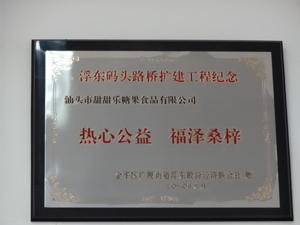 浮东码头路桥扩建工程纪念
汕头市甜甜乐糖果食品有限公司
热心公益 福泽桑梓